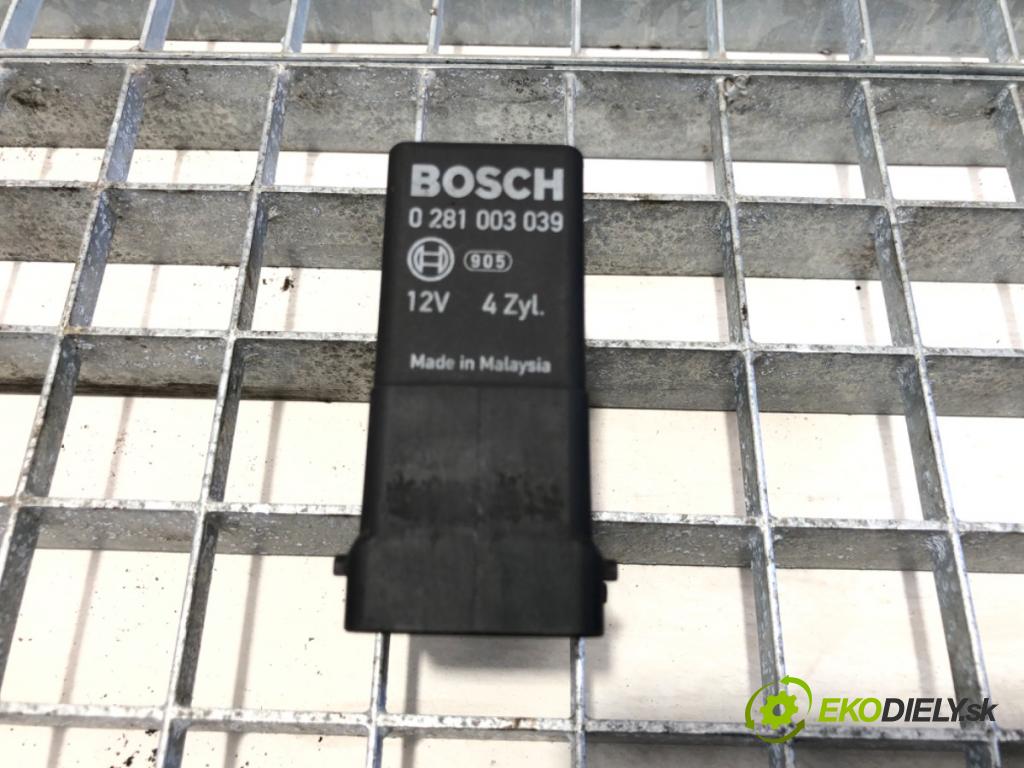 BOSCH
0 281 003 039
905
12V 4 Zyl.
Made in Malaysia
EKODIELY.sk